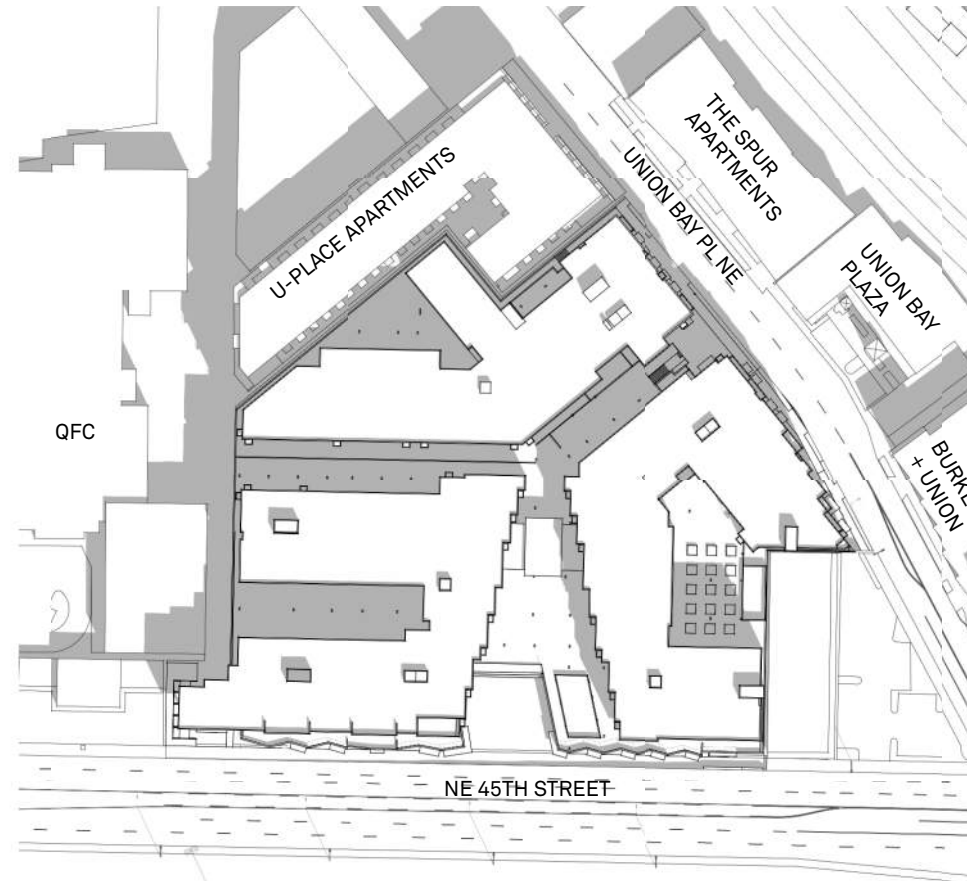 THE SPUR
APARTMENTS
UNION BAY PL NE
U-PLACE APARTMENTS
UNION BAY
PLAZA
QFC
BURKE
+ UNION
NE 45TH STREET